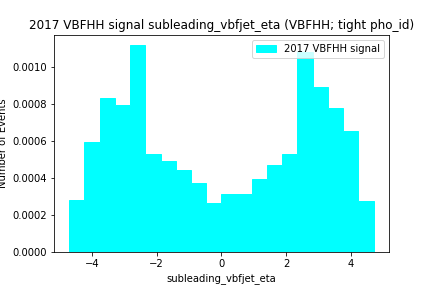 2017 VBFHH signal subleading_vbfjet_eta (VBFHH; tight pho_id)
2017 VBFHH signal
Number of Events
0.0010
0.0008
0.0006
0.0004
0.0002
0.0000
−4 −2 0 2 4
subleading_vbfjet_eta